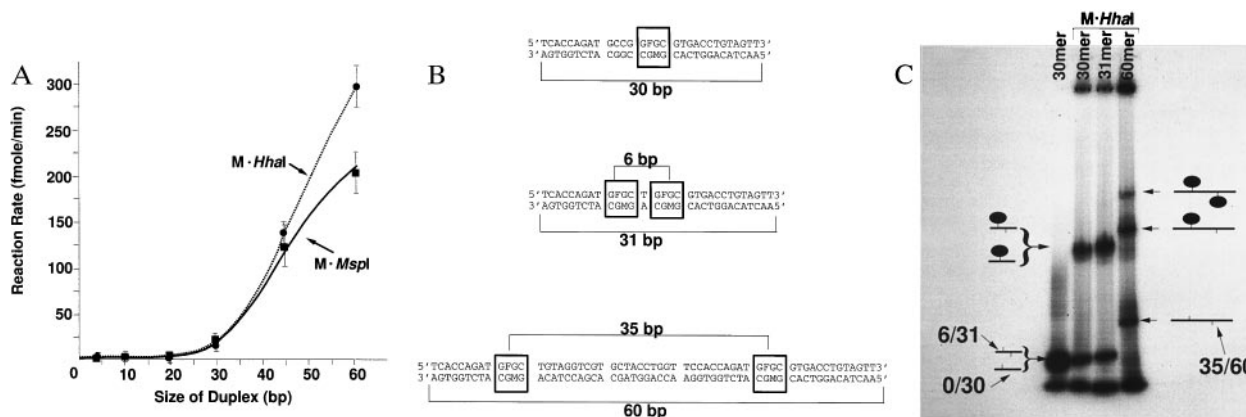 A
Reaction Rate (fmole/min)
300
250
200
150
100
50
0
10
20
30
40
50
60
Size of Duplex (bp)
M·HhaI
M·MspI
B
5'TCACCAGAT GCCG GFGC GTGACCTGTAGTT3'
3'AGTGGTCTA CGGC CGMG CACTGGACATCAA5'
30 bp
6 bp
5'TCACCAGAT GFGC T GFGC GTGACCTGTAGTT3'
3'AGTGGTCTA CGMG A CGMG CACTGGACATCAA5'
31 bp
35 bp
5'TCACCAGAT GFGC TGTAGGTCGT GCTACCTGGT TCCACCAGAT GFGC GTGACCTGTAGTT3'
3'AGTGGTCTA CGMG ACATCCAGCA CGATGGACCA AGGTGGTCTA CGMG CACTGGACATCAA5'
60 bp
C
M·HhaI
30mer
30mer
31mer
60mer
6/31
0/30
35/60